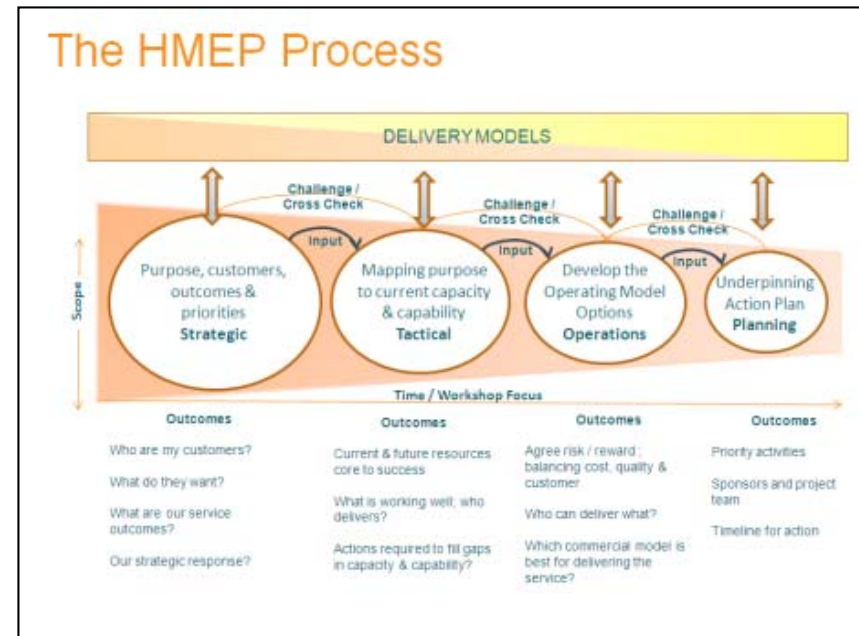 The HMEP Process
DELIVERY MODELS
Challenge /
Cross Check
Challenge /
Cross Check
Challenge /
Cross Check
Input
Input
Input
Scope
Purpose, customers,
outcomes &
priorities
Strategic
Mapping purpose
to current capacity
& capability
Tactical
Develop the
Operating Model
Options
Operations
Underpinning
Action Plan
Planning
Time / Workshop Focus
Outcomes
Who are my customers?
What do they want?
What are our service
outcomes?
Our strategic response?
Outcomes
Current & future resources
core to success
What is working well; who
delivers?
Actions required to fill gaps
in capacity & capability?
Outcomes
Agree risk / reward ;
balancing cost, quality &
customer
Who can deliver what?
Which commercial model is
best for delivering the
service?
Outcomes
Priority activities
Sponsors and project
team
Timeline for action